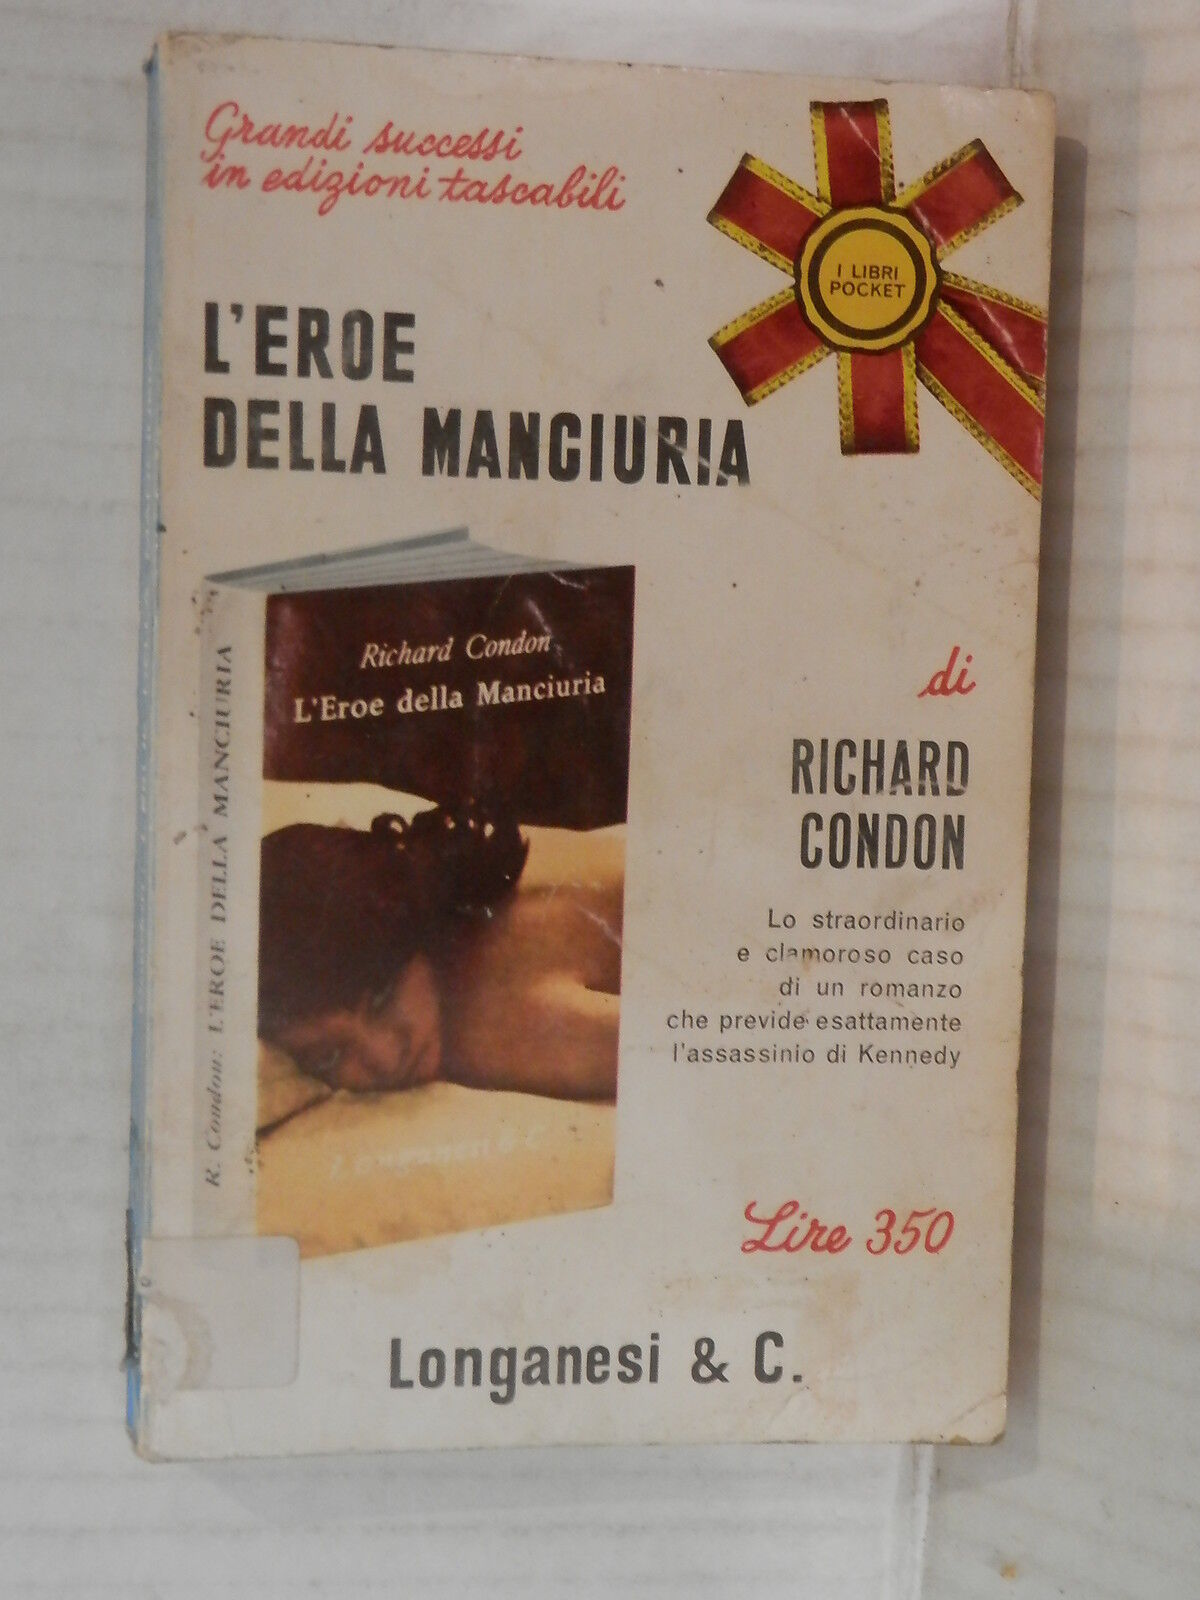 Grandi successi
in edizioni tascabili
I LIBRI
POCKET
L'EROE
DELLA MANCIURIA
Richard Condon
L'Eroe della Manciuria
R. Condon: L'EROE DELLA MANCIURIA
Longanesi & C.
di
RICHARD
CONDON
Lo straordinario
e clamoroso caso
di un romanzo
che previde esattamente
l'assassinio di Kennedy
Lire 350
Longanesi & C.